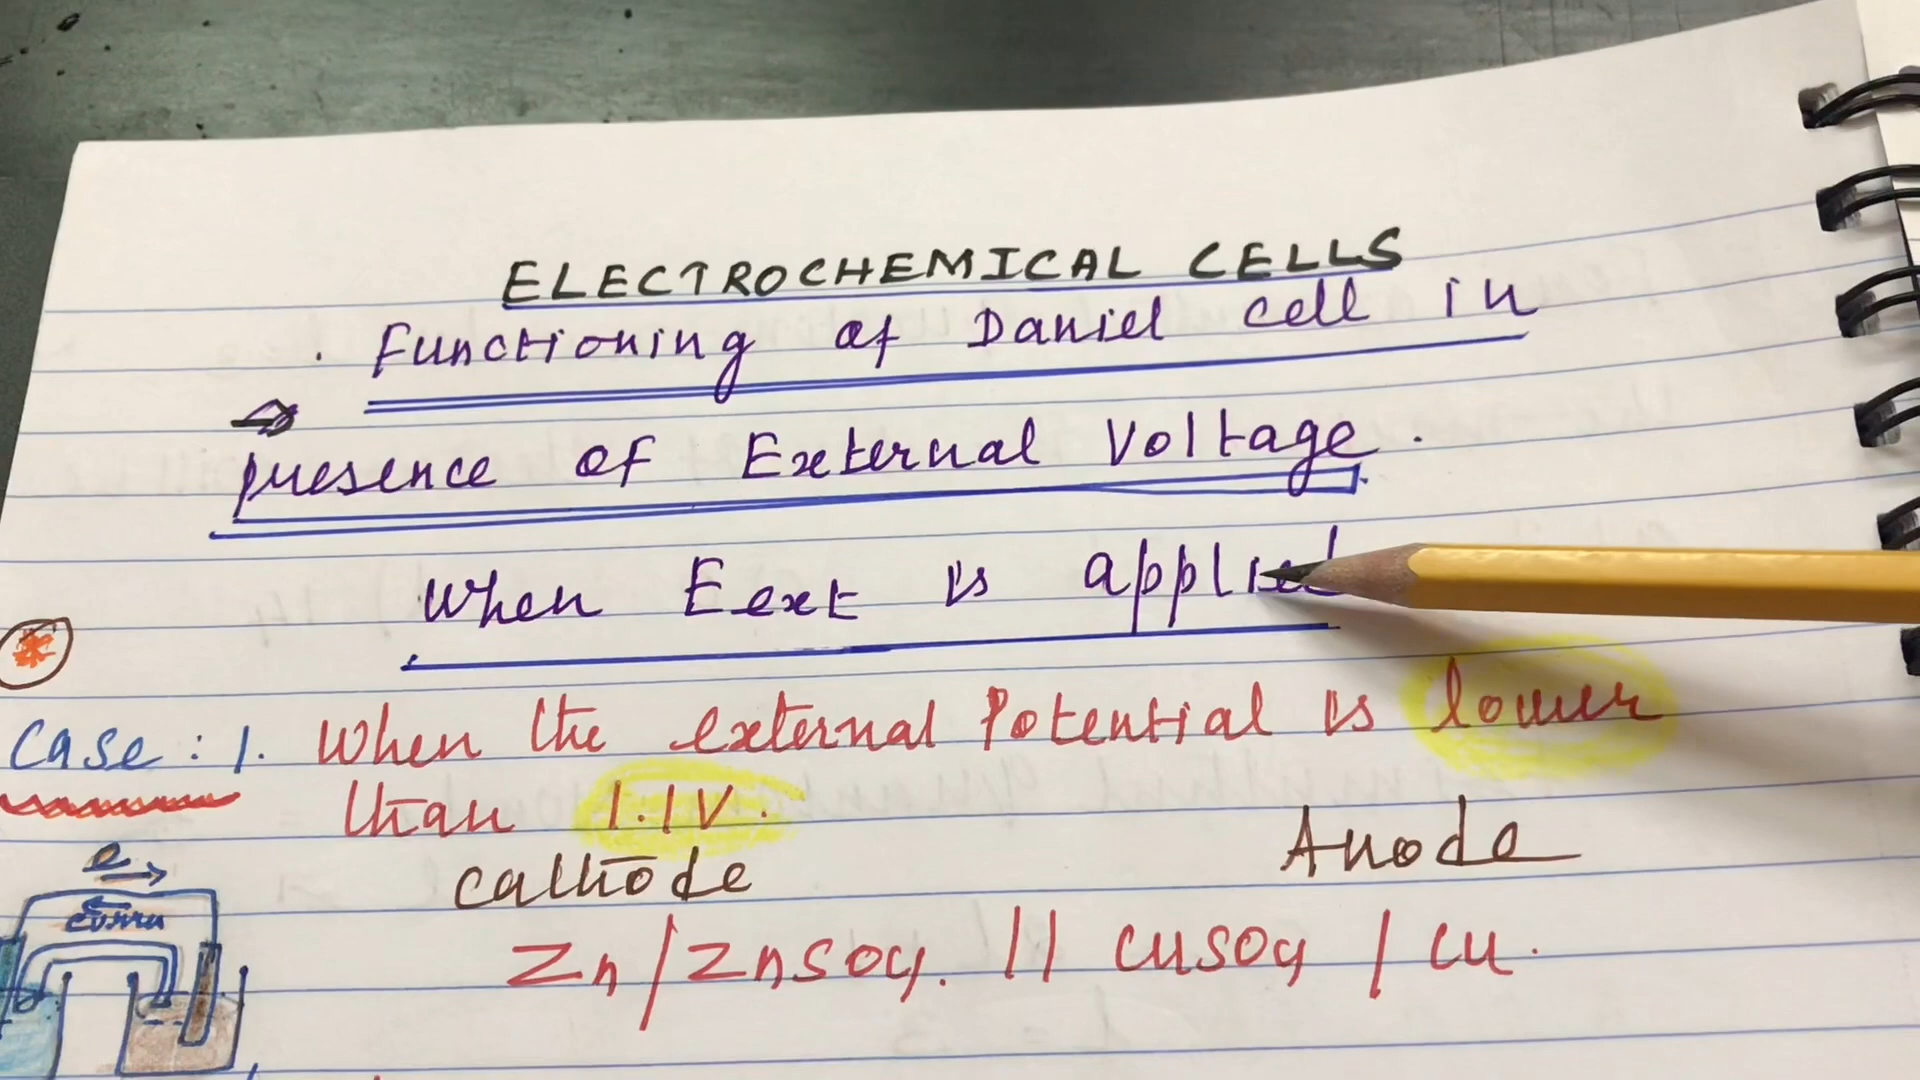 ELECTROCHEMICAL CELLS
. Functioning of Daniel cell in
presence of External Voltage.
When Eext is applied
Case : 1. When the external Potential is lower
than 1.1V.
Cathode Anode
e
Zn/ZnSO4. || CuSO4 / Cu.